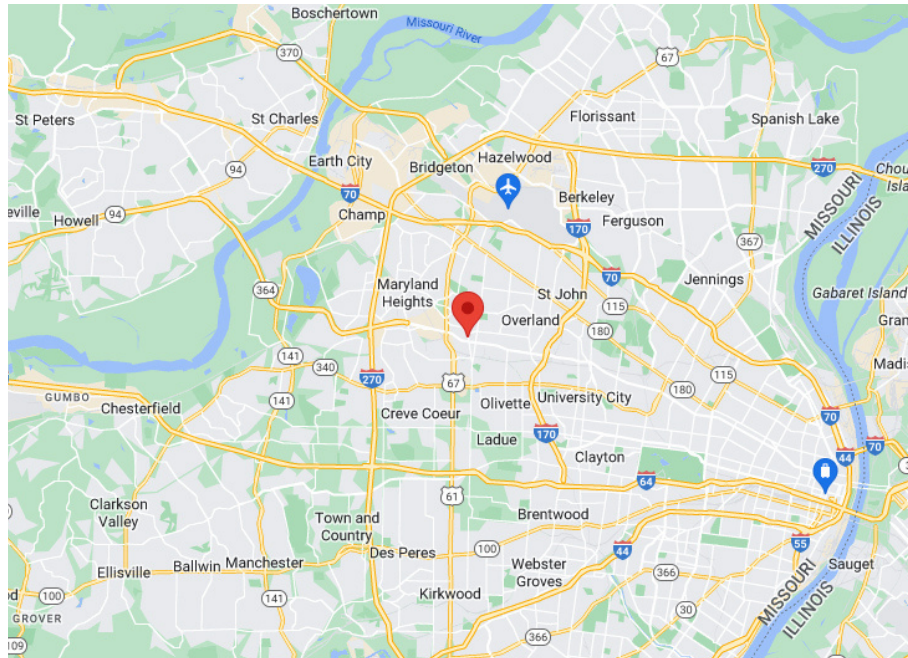 Boschertown
Missouri River
370
67
St Peters
St Charles
Florissant
Spanish Lake
Earth City
Bridgeton
Hazelwood
94
70
270
Chou
Isl
Berkeley
eville
Howell
94
Champ
170
Ferguson
MISSOURI
ILLINOIS
367
364
Maryland
Heights
70
Jennings
St John
115
Gabaret Island
Overland
180
Gran
141
340
270
67
115
Madis
GUMBO
Chesterfield
141
Creve Coeur
Olivette
University City
180
70
Ladue
170
70
44
Clayton
64
61
Clarkson
Valley
Town and
Country
Brentwood
Des Peres
100
44
55
Ellisville
Ballwin
Manchester
Webster
Groves
366
Sauget
100
141
Kirkwood
30
MISSOURI
ILLINOIS
GROVER
109
366